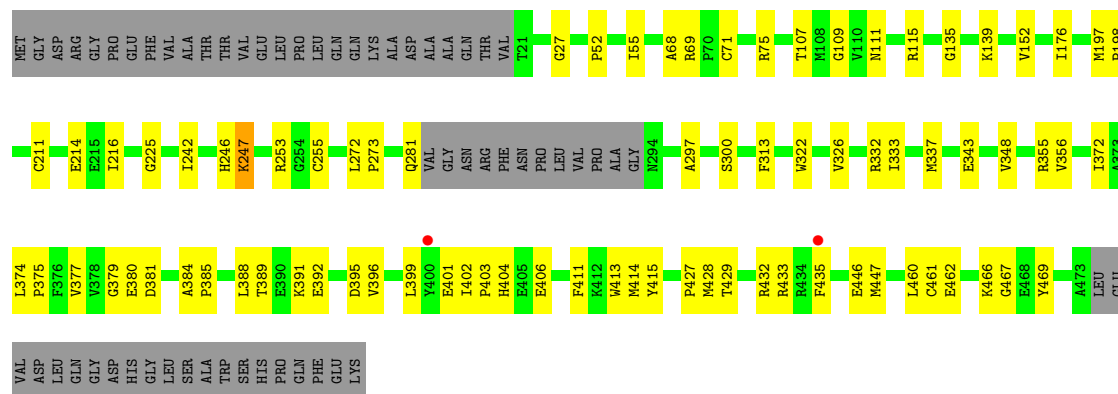 MET GLY ASP ARG GLY PRO GLU PHE VAL ALA THR THR VAL GLU LEU PRO LEU GLN GLN LYS ALA ASP ALA ALA GLN THR VAL T21 G27 P52 I55 A68 R69 P70 C71 R75 T107 M108 G109 V110 N111 R115 G135 K139 V152 I176 M197
C211 E214 E215 I216 G225 I242 H246 K247 R253 G254 C255 L272 P273 Q281 VAL GLY ASN ARG PHE ASN PRO LEU VAL PRO ALA GLY N294 A297 S300 F313 W322 V326 R332 I333 M337 E343 V348 R355 V356 I372 A373
L374 P375 F376 V377 V378 G379 E380 D381 A384 P385 L388 T389 E390 K391 E392 D395 V396 L399 Y400 E401 I402 P403 H404 E405 E406 F411 K412 W413 M414 Y415 P427 M428 T429 R432 R433 R434 F435 E446 M447 L460 C461 E462 K466 G467 E468 Y469 A473 LEU GLU
VAL ASP LEU GLN GLY ASP HIS GLY LEU SER ALA TRP SER HIS PRO GLN PHE GLU LYS